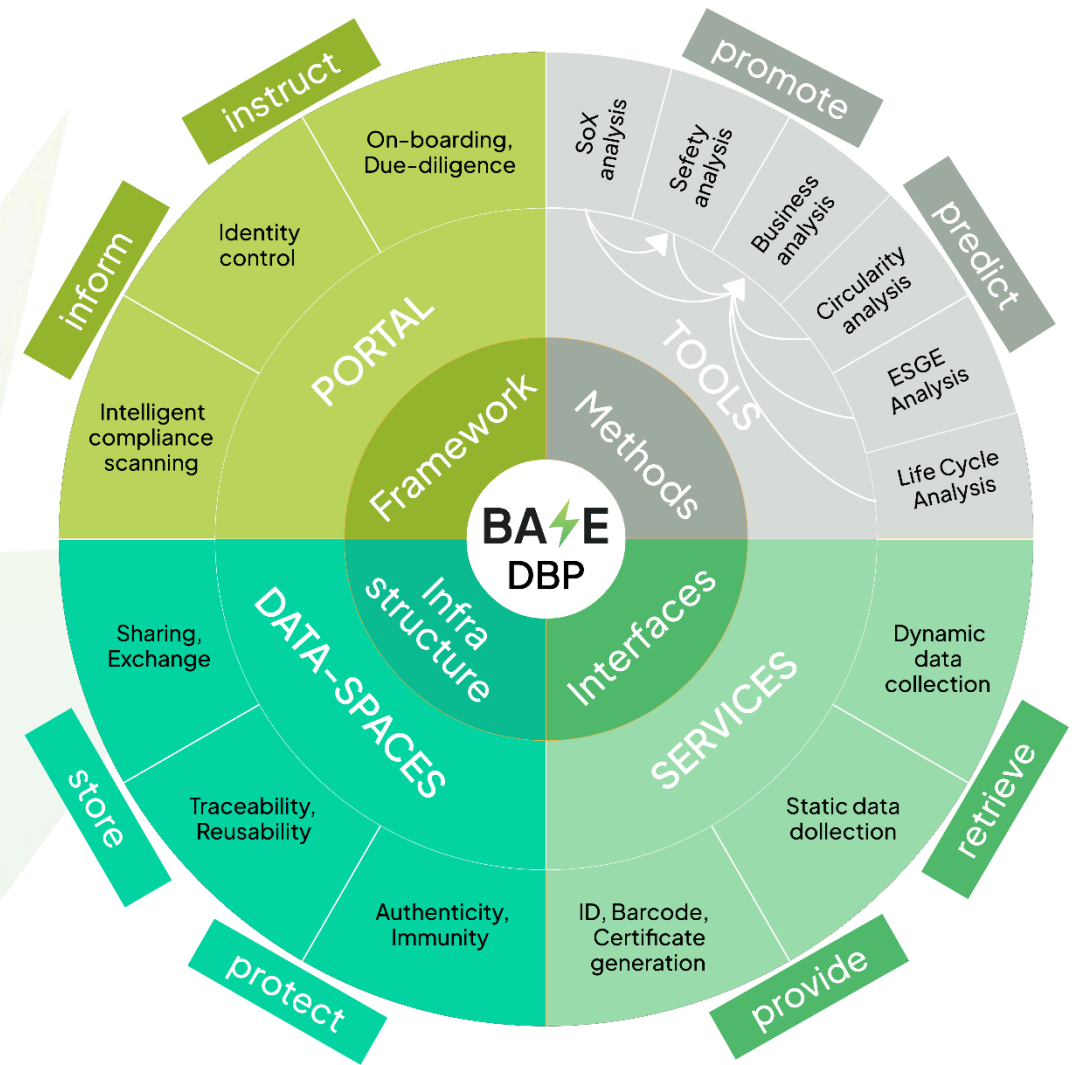 instruct
promote
inform
predict
On-boarding,
Due-diligence
Identity
control
Intelligent
compliance
scanning
PORTAL
Framework
SoX
analysis
Sefety
analysis
Business
analysis
Circularity
analysis
ESGE
Analysis
Life Cycle
Analysis
TOOLS
Methods
BA⚡E
DBP
Infra
structure
DATA-SPACES
Sharing,
Exchange
Traceability,
Reusability
Authenticity,
Immunity
Interfaces
SERVICES
Dynamic
data
collection
Static data
dollection
ID, Barcode,
Certificate
generation
store
protect
retrieve
provide